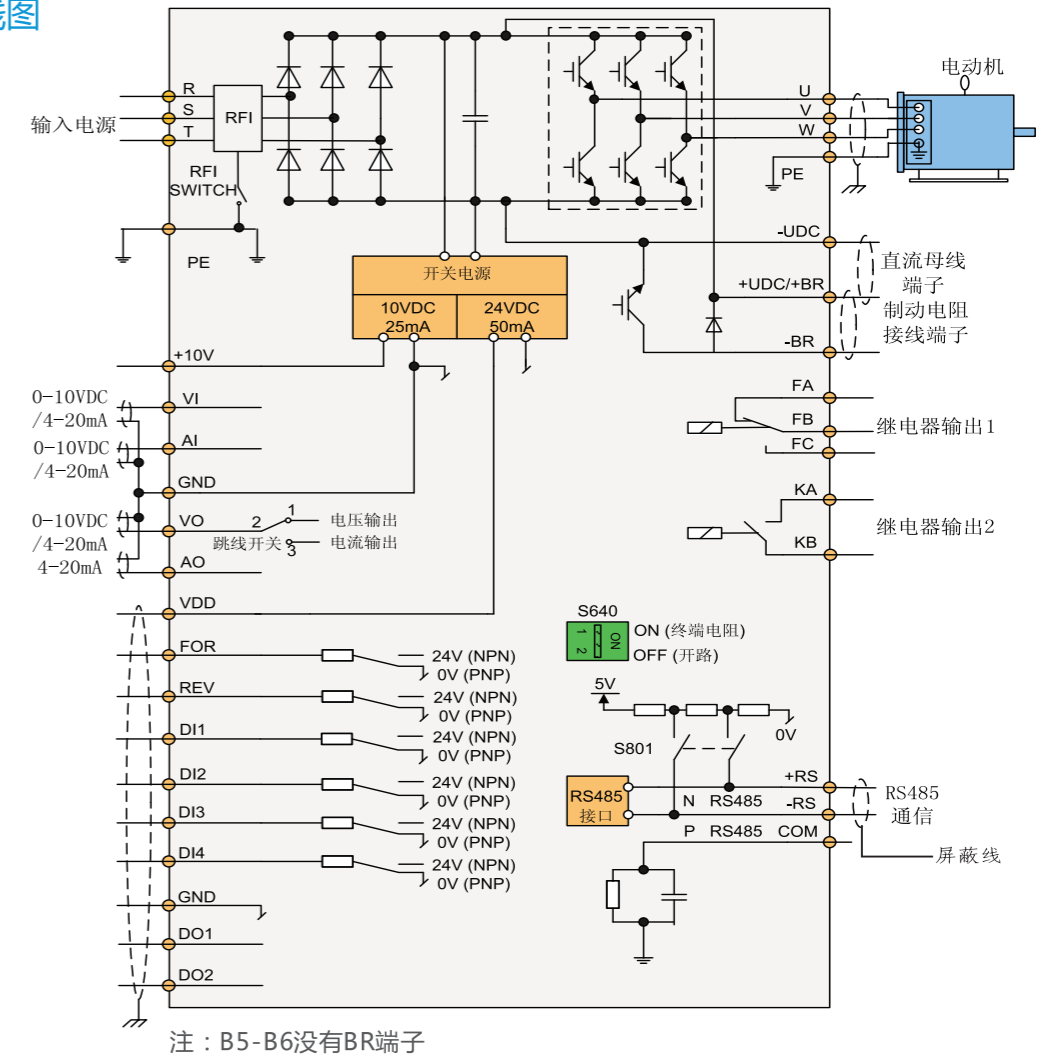 线图
电动机
输入电源
R
S
T
RFI
RFI
SWITCH
PE
U
V
W
PE
-UDC
直流母线
端子
+UDC/+BR
制动电阻
接线端子
-BR
开关电源
10VDC
25mA
24VDC
50mA
+10V
0-10VDC
/4-20mA
VI
0-10VDC
/4-20mA
AI
GND
0-10VDC
/4-20mA
VO
2
1
电压输出
跳线开关
3
电流输出
4-20mA
AO
VDD
FA
FB
FC
继电器输出1
KA
KB
继电器输出2
FOR
24V (NPN)
0V (PNP)
REV
24V (NPN)
0V (PNP)
DI1
24V (NPN)
0V (PNP)
DI2
24V (NPN)
0V (PNP)
DI3
24V (NPN)
0V (PNP)
DI4
24V (NPN)
0V (PNP)
GND
DO1
DO2
S640
1
2
ON
ON (终端电阻)
OFF (开路)
5V
0V
S801
RS485
接口
N RS485
P RS485
+RS
-RS
COM
RS485
通信
屏蔽线
注：B5-B6没有BR端子